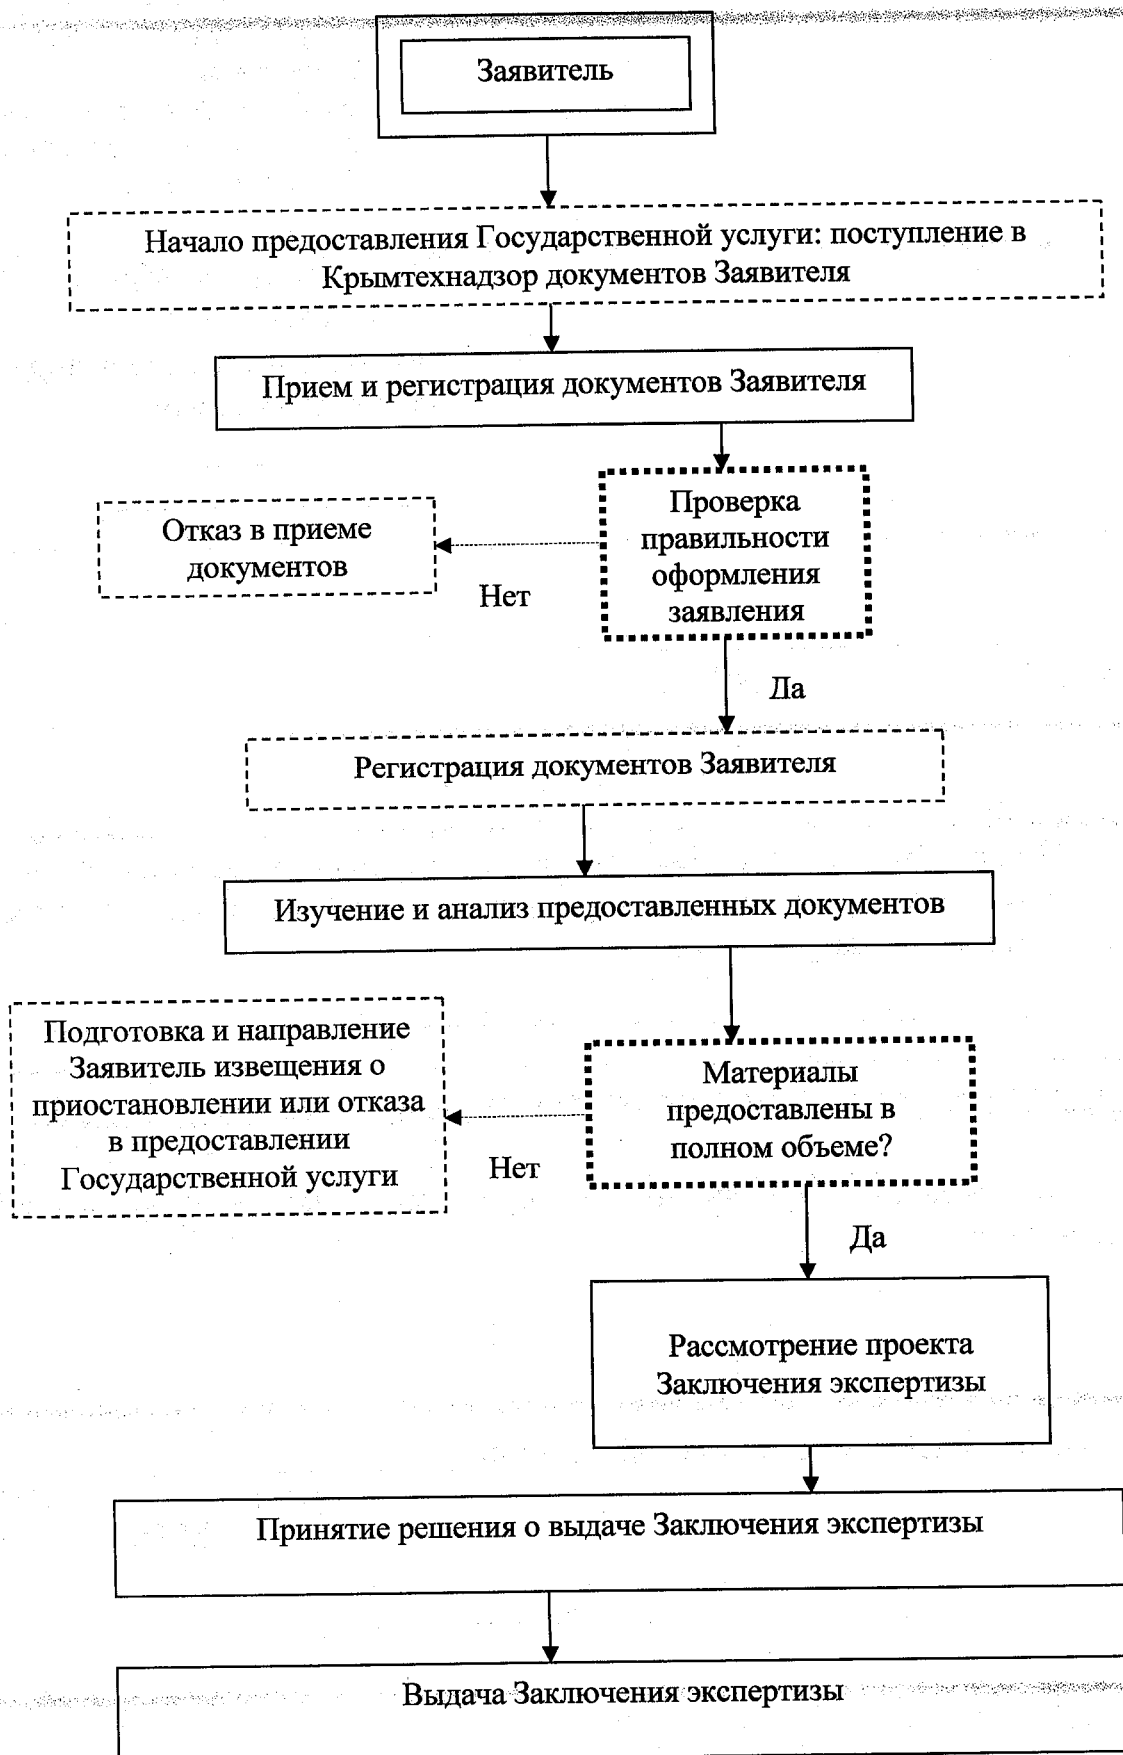 Заявитель
Начало предоставления Государственной услуги: поступление в
Крымтехнадзор документов Заявителя
Прием и регистрация документов Заявителя
Проверка
правильности
оформления
заявления
Отказ в приеме
документов
Нет
Да
Регистрация документов Заявителя
Изучение и анализ предоставленных документов
Подготовка и направление
Заявитель извещения о
приостановлении или отказа
в предоставлении
Государственной услуги
Материалы
предоставлены в
полном объеме?
Нет
Да
Рассмотрение проекта
Заключения экспертизы
Принятие решения о выдаче Заключения экспертизы
Выдача Заключения экспертизы